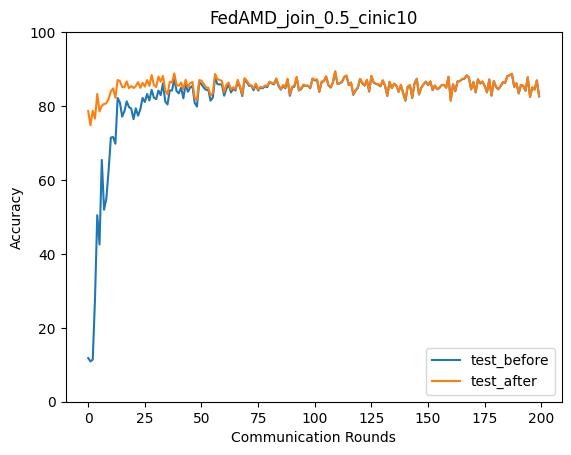 FedAMD_join_0.5_cinic10
Accuracy
100
80
60
40
20
0
0 25 50 75 100 125 150 175 200
Communication Rounds
test_before
test_after